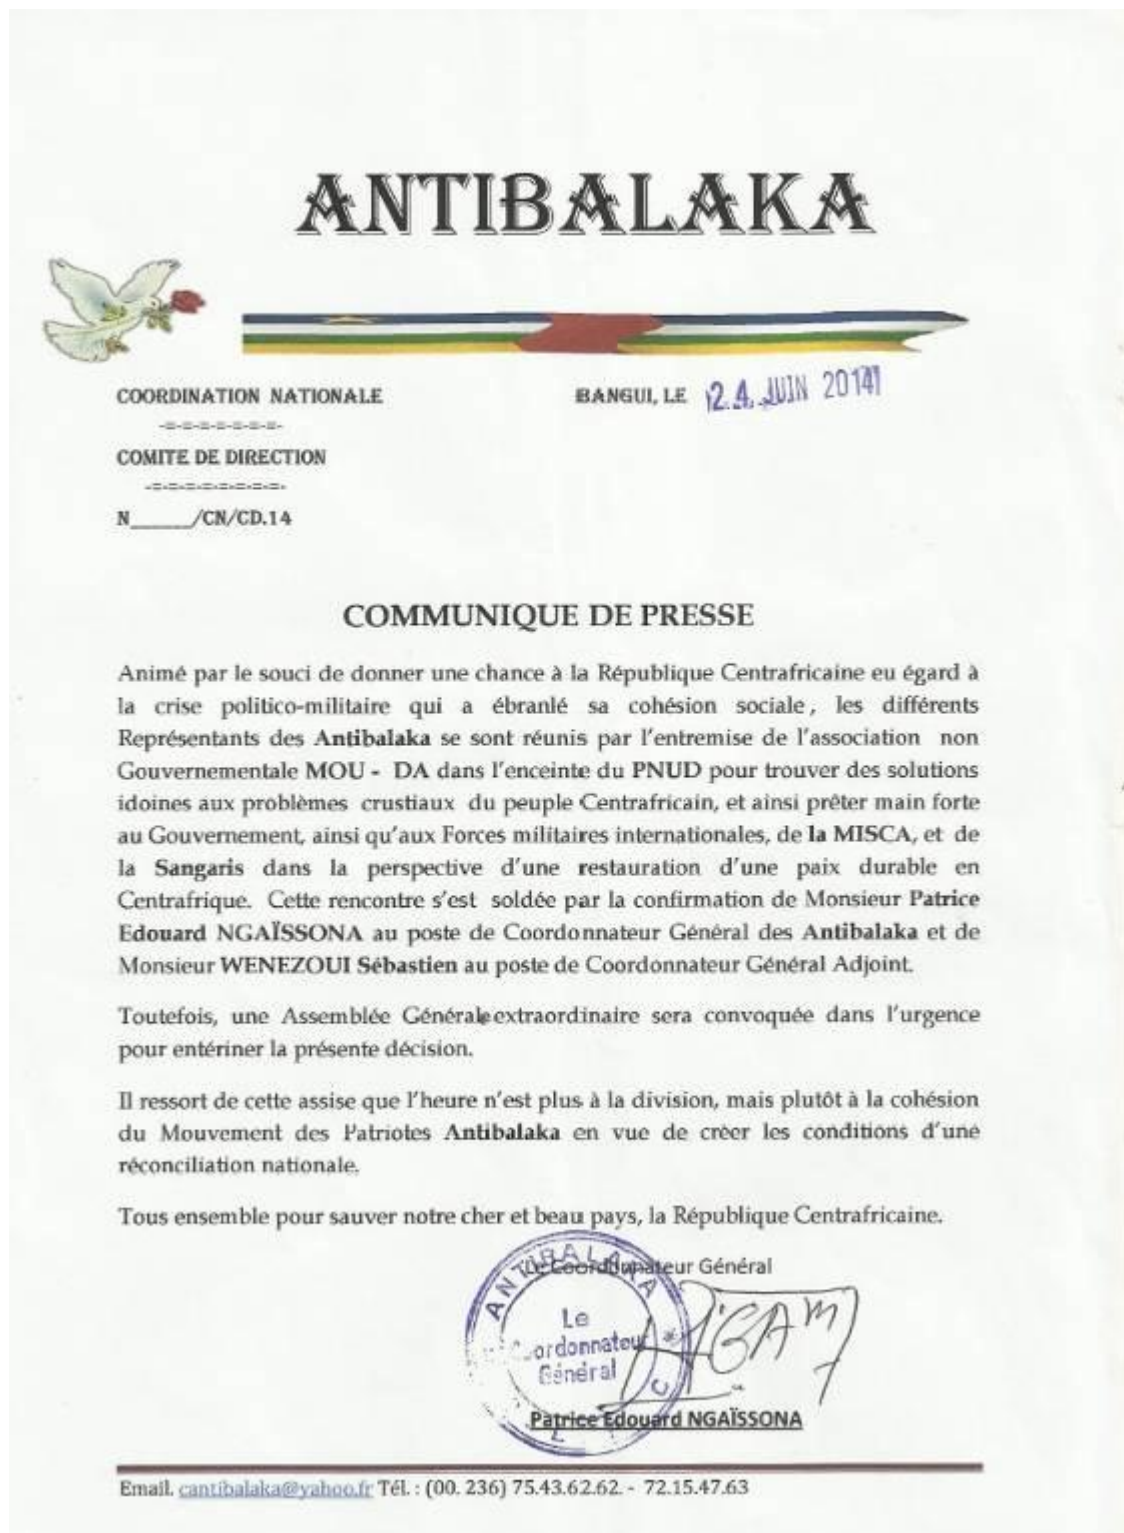 ANTIBALAKA
COORDINATION NATIONALE
BANGUI, LE 24 JUIN 2014
-=-=-=-=-=-=-=-
COMITE DE DIRECTION
-=-=-=-=-=-=-=-=-
N______/CN/CD.14
COMMUNIQUE DE PRESSE
Animé par le souci de donner une chance à la République Centrafricaine eu égard à
la crise politico-militaire qui a ébranlé sa cohésion sociale, les différents
Représentants des Antibalaka se sont réunis par l'entremise de l'association non
Gouvernementale MOU - DA dans l'enceinte du PNUD pour trouver des solutions
idoines aux problèmes crustiaux du peuple Centrafricain, et ainsi prêter main forte
au Gouvernement, ainsi qu'aux Forces militaires internationales, de la MISCA, et de
la Sangaris dans la perspective d'une restauration d'une paix durable en
Centrafrique. Cette rencontre s'est soldée par la confirmation de Monsieur Patrice
Edouard NGAÏSSONA au poste de Coordonnateur Général des Antibalaka et de
Monsieur WENEZOUI Sébastien au poste de Coordonnateur Général Adjoint.
Toutefois, une Assemblée Générale extraordinaire sera convoquée dans l'urgence
pour entériner la présente décision.
Il ressort de cette assise que l'heure n'est plus à la division, mais plutôt à la cohésion
du Mouvement des Patriotes Antibalaka en vue de créer les conditions d'une
réconciliation nationale.
Tous ensemble pour sauver notre cher et beau pays, la République Centrafricaine.
Le Coordonnateur Général
ANTIBALAKA
Le
Coordonnateur
Général
Patrice Edouard NGAÏSSONA
Email. cantibalaka@yahoo.fr Tél. : (00. 236) 75.43.62.62. - 72.15.47.63